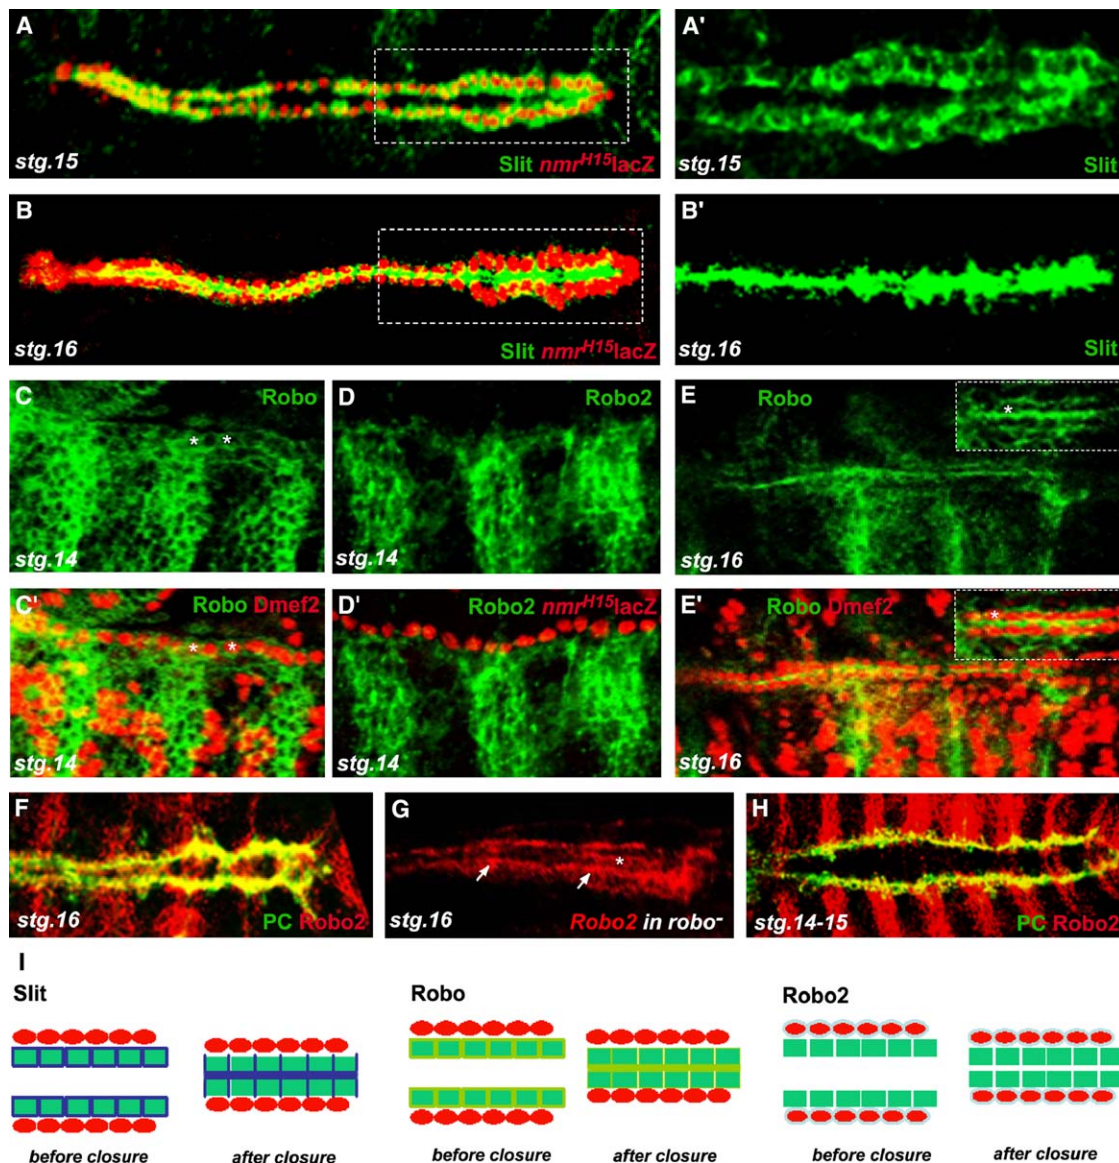 A
stg.15
Slit nmrH15lacZ
A'
stg.15
Slit
B
stg.16
Slit nmrH15lacZ
B'
stg.16
Slit
C
Robo
* *
stg.14
D
Robo2
stg.14
E
Robo
*
stg.16
C'
Robo Dmef2
* *
stg.14
D'
Robo2 nmrH15lacZ
stg.14
E'
Robo Dmef2
*
stg.16
F
stg.16
PC Robo2
G
*
stg.16
Robo2 in robo-
H
stg.14-15
PC Robo2
I
Slit
Robo
Robo2
before closure
after closure
before closure
after closure
before closure
after closure